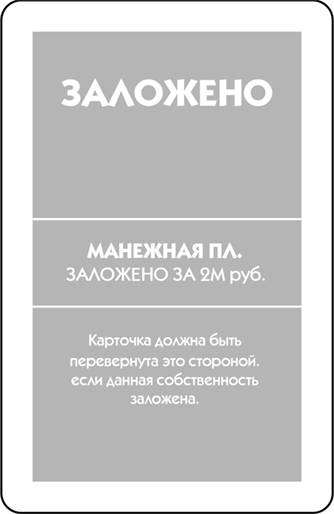 ЗАЛОЖЕНО
МАНЕЖНАЯ ПЛ.
ЗАЛОЖЕНО ЗА 2М руб.
Карточка должна быть
перевернута это стороной.
если данная собственность
заложена.